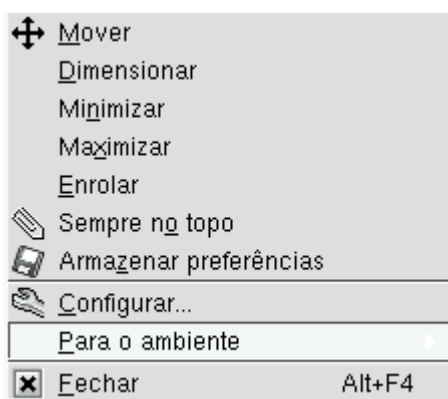 Mover
Dimensionar
Minimizar
Maximizar
Enrolar
Sempre no topo
Armazenar preferências
Configurar...
Para o ambiente
Fechar Alt+F4